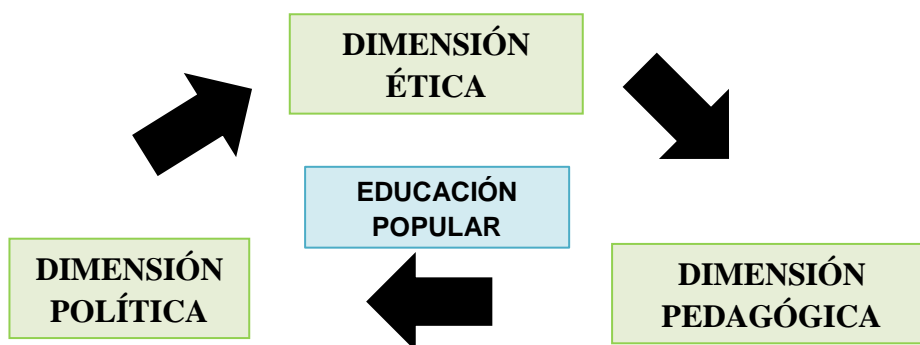 DIMENSIÓN
ÉTICA
EDUCACIÓN
POPULAR
DIMENSIÓN
POLÍTICA
DIMENSIÓN
PEDAGÓGICA